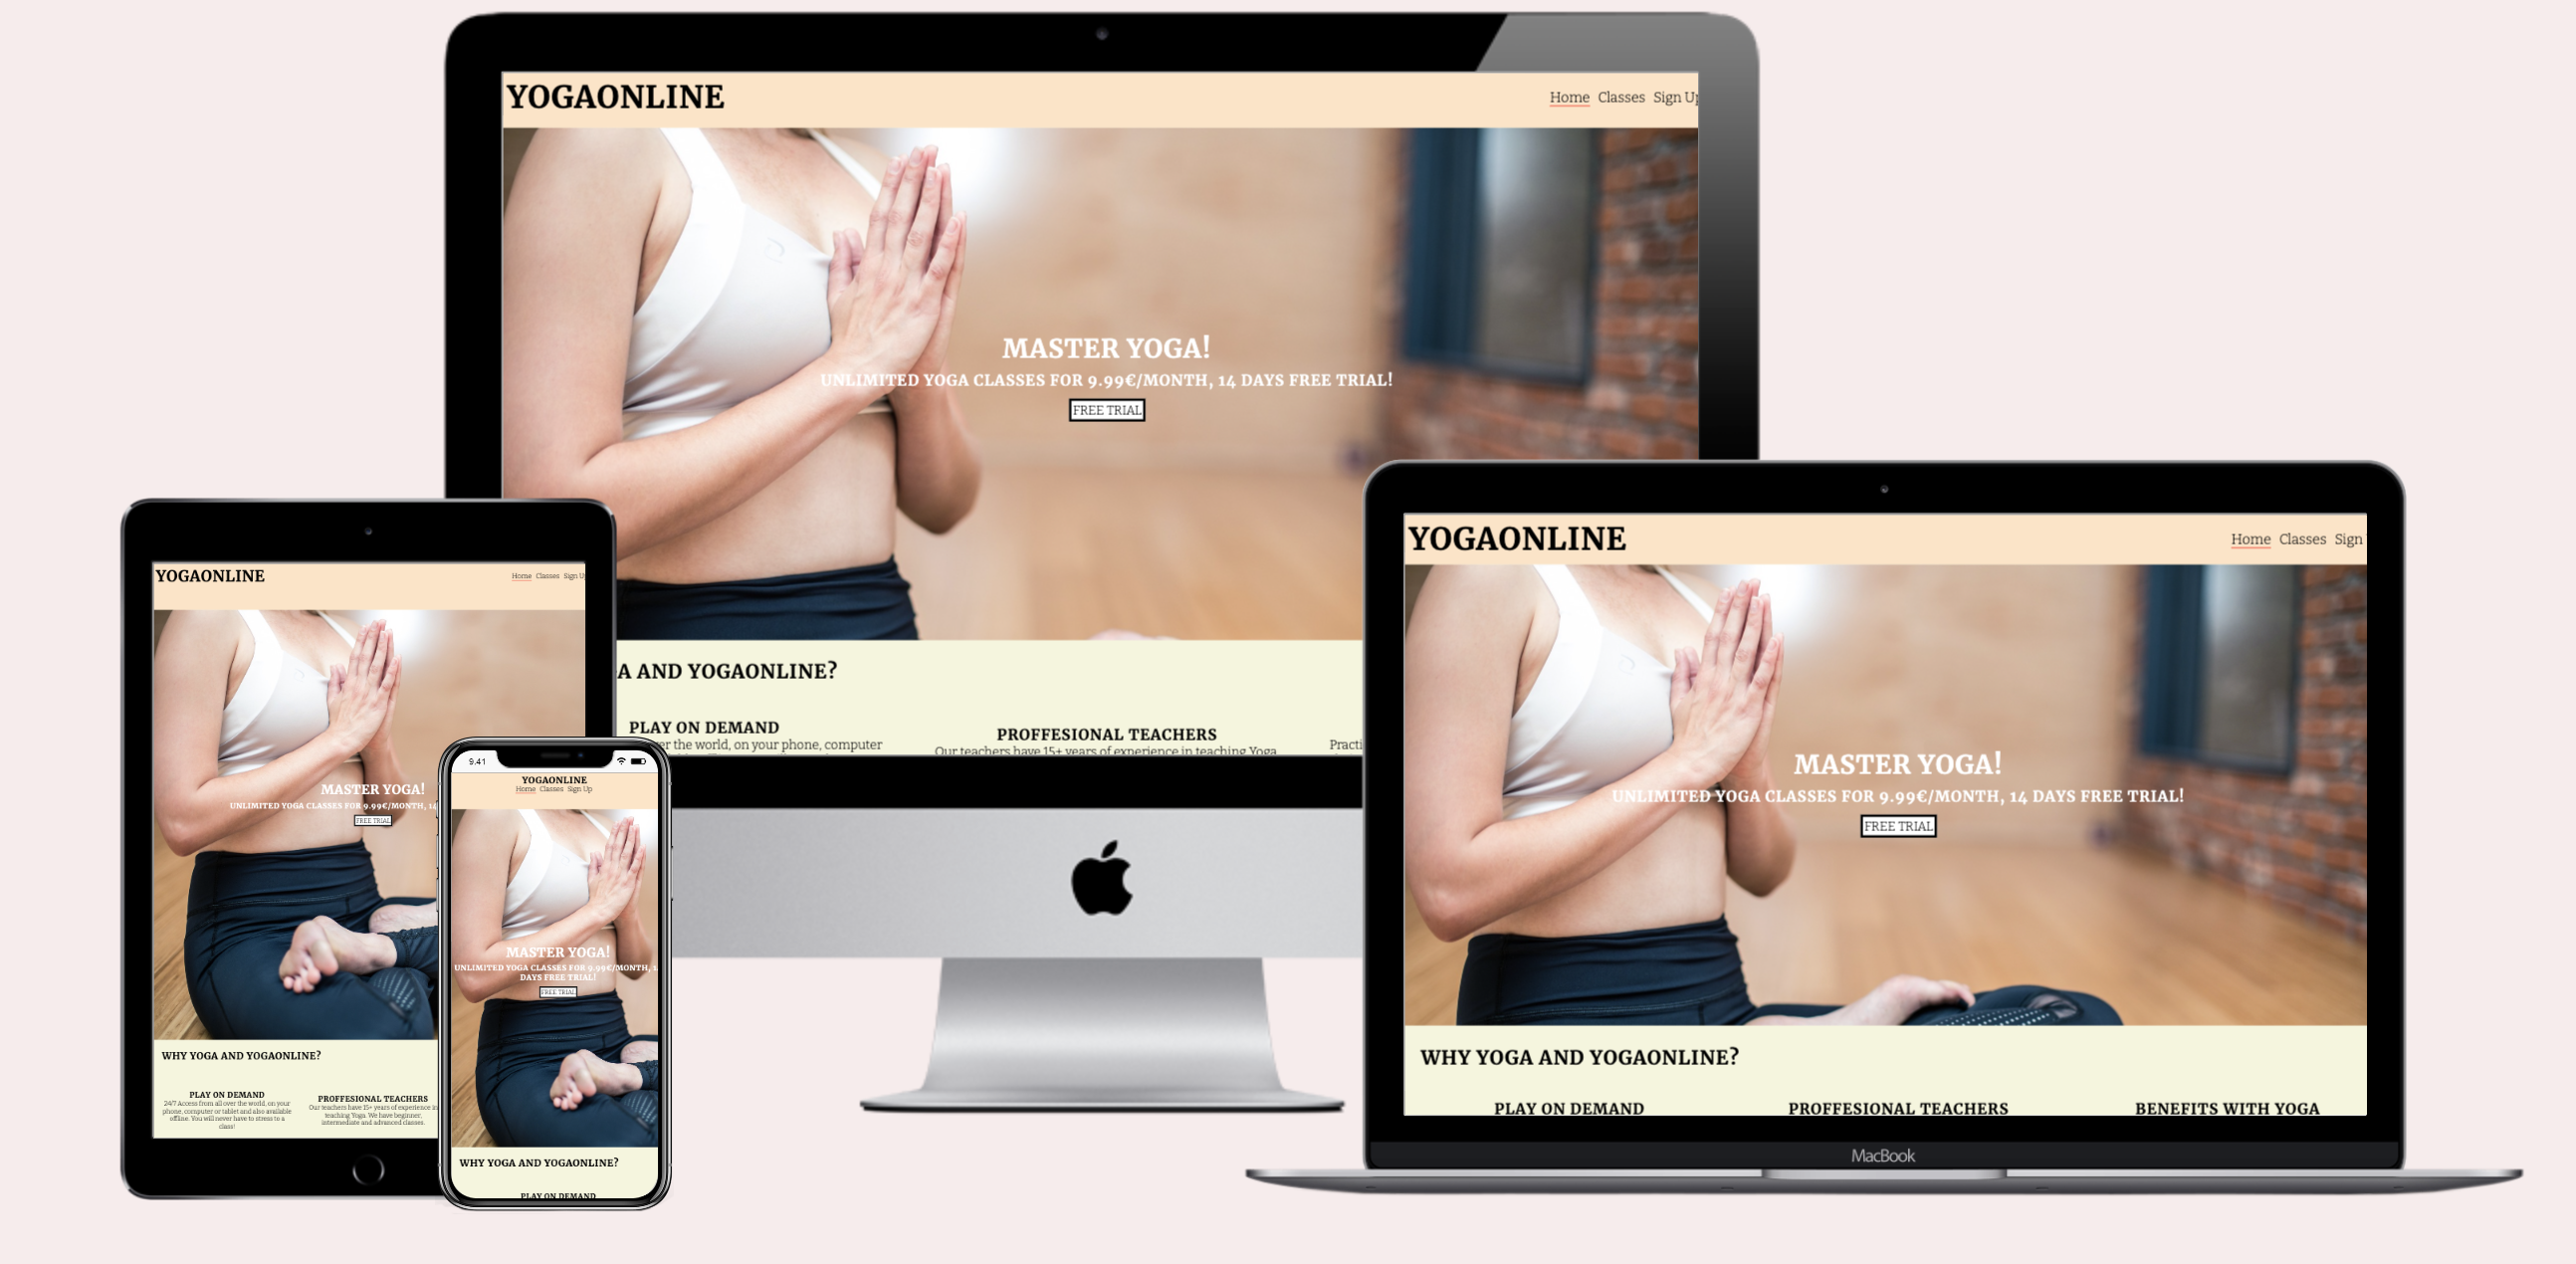 YOGAONLINE
Home Classes Sign Up
MASTER YOGA!
UNLIMITED YOGA CLASSES FOR 9.99€/MONTH, 14 DAYS FREE TRIAL!
FREE TRIAL
A AND YOGAONLINE?
PLAY ON DEMAND
PROFFESIONAL TEACHERS
er the world, on your phone, computer
Our teachers have 15+ years of experience in teaching Yoga
Practi
YOGAONLINE
Home Classes Sign Up
MASTER YOGA!
UNLIMITED YOGA CLASSES FOR 9.99€/MONTH, 14
FREE TRIAL
WHY YOGA AND YOGAONLINE?
PLAY ON DEMAND
24/7 Access from all over the world, on your
phone, computer or tablet and also available
offline. You will never have to stress to a
class!
PROFFESIONAL TEACHERS
Our teachers have 15+ years of experience in
teaching Yoga. We have beginner,
intermediate and advanced classes.
9.41
YOGAONLINE
Home Classes Sign Up
MASTER YOGA!
UNLIMITED YOGA CLASSES FOR 9.99€/MONTH, 1
DAYS FREE TRIAL!
FREE TRIAL
WHY YOGA AND YOGAONLINE?
PLAY ON DEMAND
YOGAONLINE
Home Classes Sign
MASTER YOGA!
UNLIMITED YOGA CLASSES FOR 9.99€/MONTH, 14 DAYS FREE TRIAL!
FREE TRIAL
WHY YOGA AND YOGAONLINE?
PLAY ON DEMAND
PROFFESIONAL TEACHERS
BENEFITS WITH YOGA
MacBook